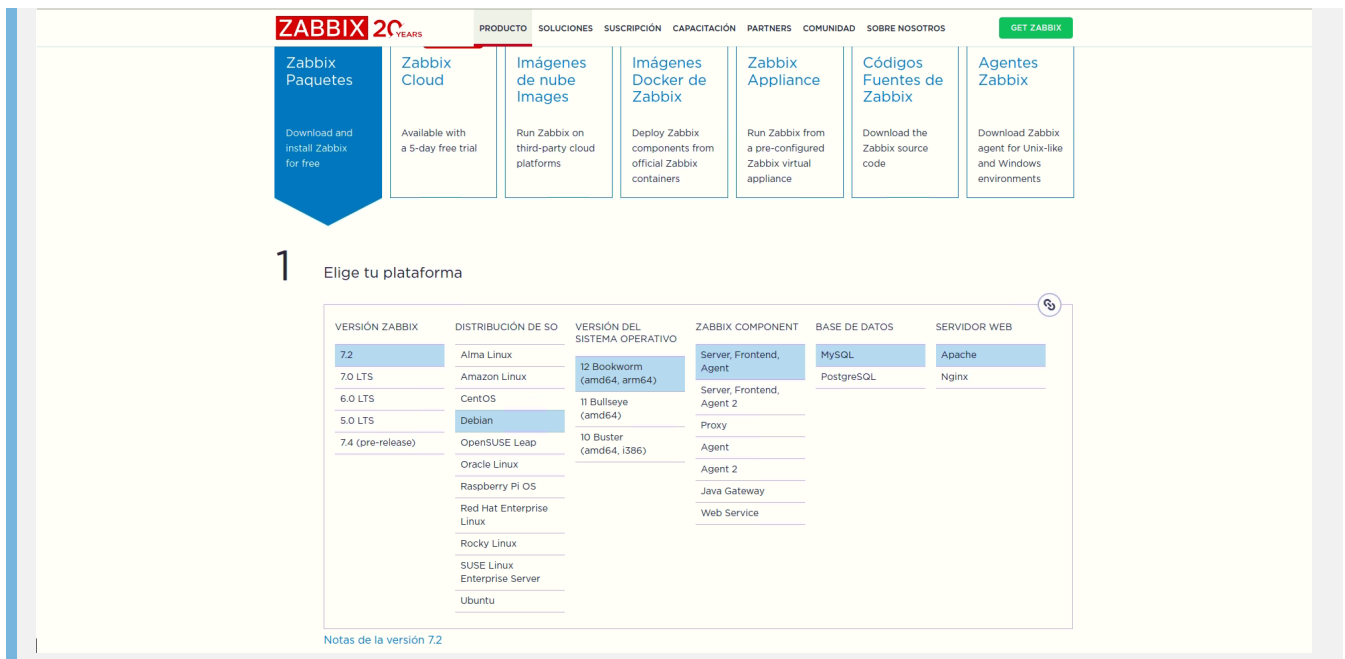 ZABBIX 20 YEARS
PRODUCTO SOLUCIONES SUSCRIPCIÓN CAPACITACIÓN PARTNERS COMUNIDAD SOBRE NOSOTROS
GET ZABBIX
Zabbix
Paquetes
Download and
install Zabbix
for free
Zabbix
Cloud
Available with
a 5-day free trial
Imágenes
de nube
Images
Run Zabbix on
third-party cloud
platforms
Imágenes
Docker de
Zabbix
Deploy Zabbix
components from
official Zabbix
containers
Zabbix
Appliance
Run Zabbix from
a pre-configured
Zabbix virtual
appliance
Códigos
Fuentes de
Zabbix
Download the
Zabbix source
code
Agentes
Zabbix
Download Zabbix
agent for Unix-like
and Windows
environments
1
Elige tu plataforma
VERSIÓN ZABBIX
7.2
7.0 LTS
6.0 LTS
5.0 LTS
7.4 (pre-release)
DISTRIBUCIÓN DE SO
Alma Linux
Amazon Linux
CentOS
Debian
OpenSUSE Leap
Oracle Linux
Raspberry Pi OS
Red Hat Enterprise
Linux
Rocky Linux
SUSE Linux
Enterprise Server
Ubuntu
VERSIÓN DEL
SISTEMA OPERATIVO
12 Bookworm
(amd64, arm64)
11 Bullseye
(amd64)
10 Buster
(amd64, i386)
ZABBIX COMPONENT
Server, Frontend,
Agent
Server, Frontend,
Agent 2
Proxy
Agent
Agent 2
Java Gateway
Web Service
BASE DE DATOS
MySQL
PostgreSQL
SERVIDOR WEB
Apache
Nginx
Notas de la versión 7.2